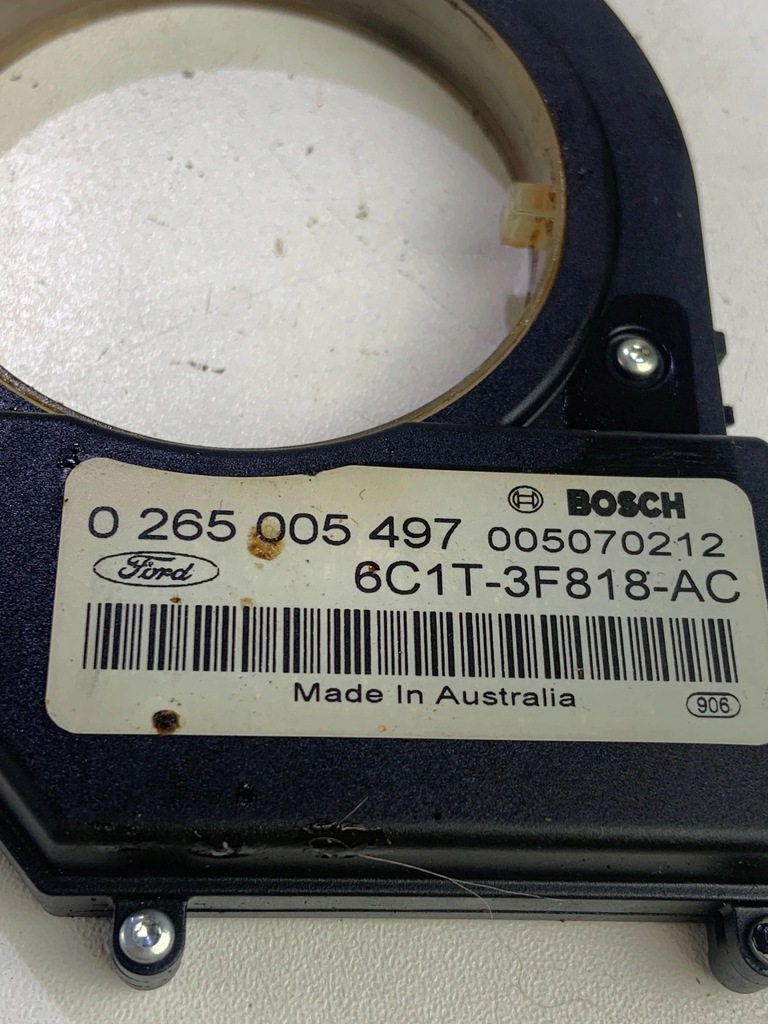 BOSCH
0 265 005 497 005070212
Ford 6C1T-3F818-AC
Made In Australia 906